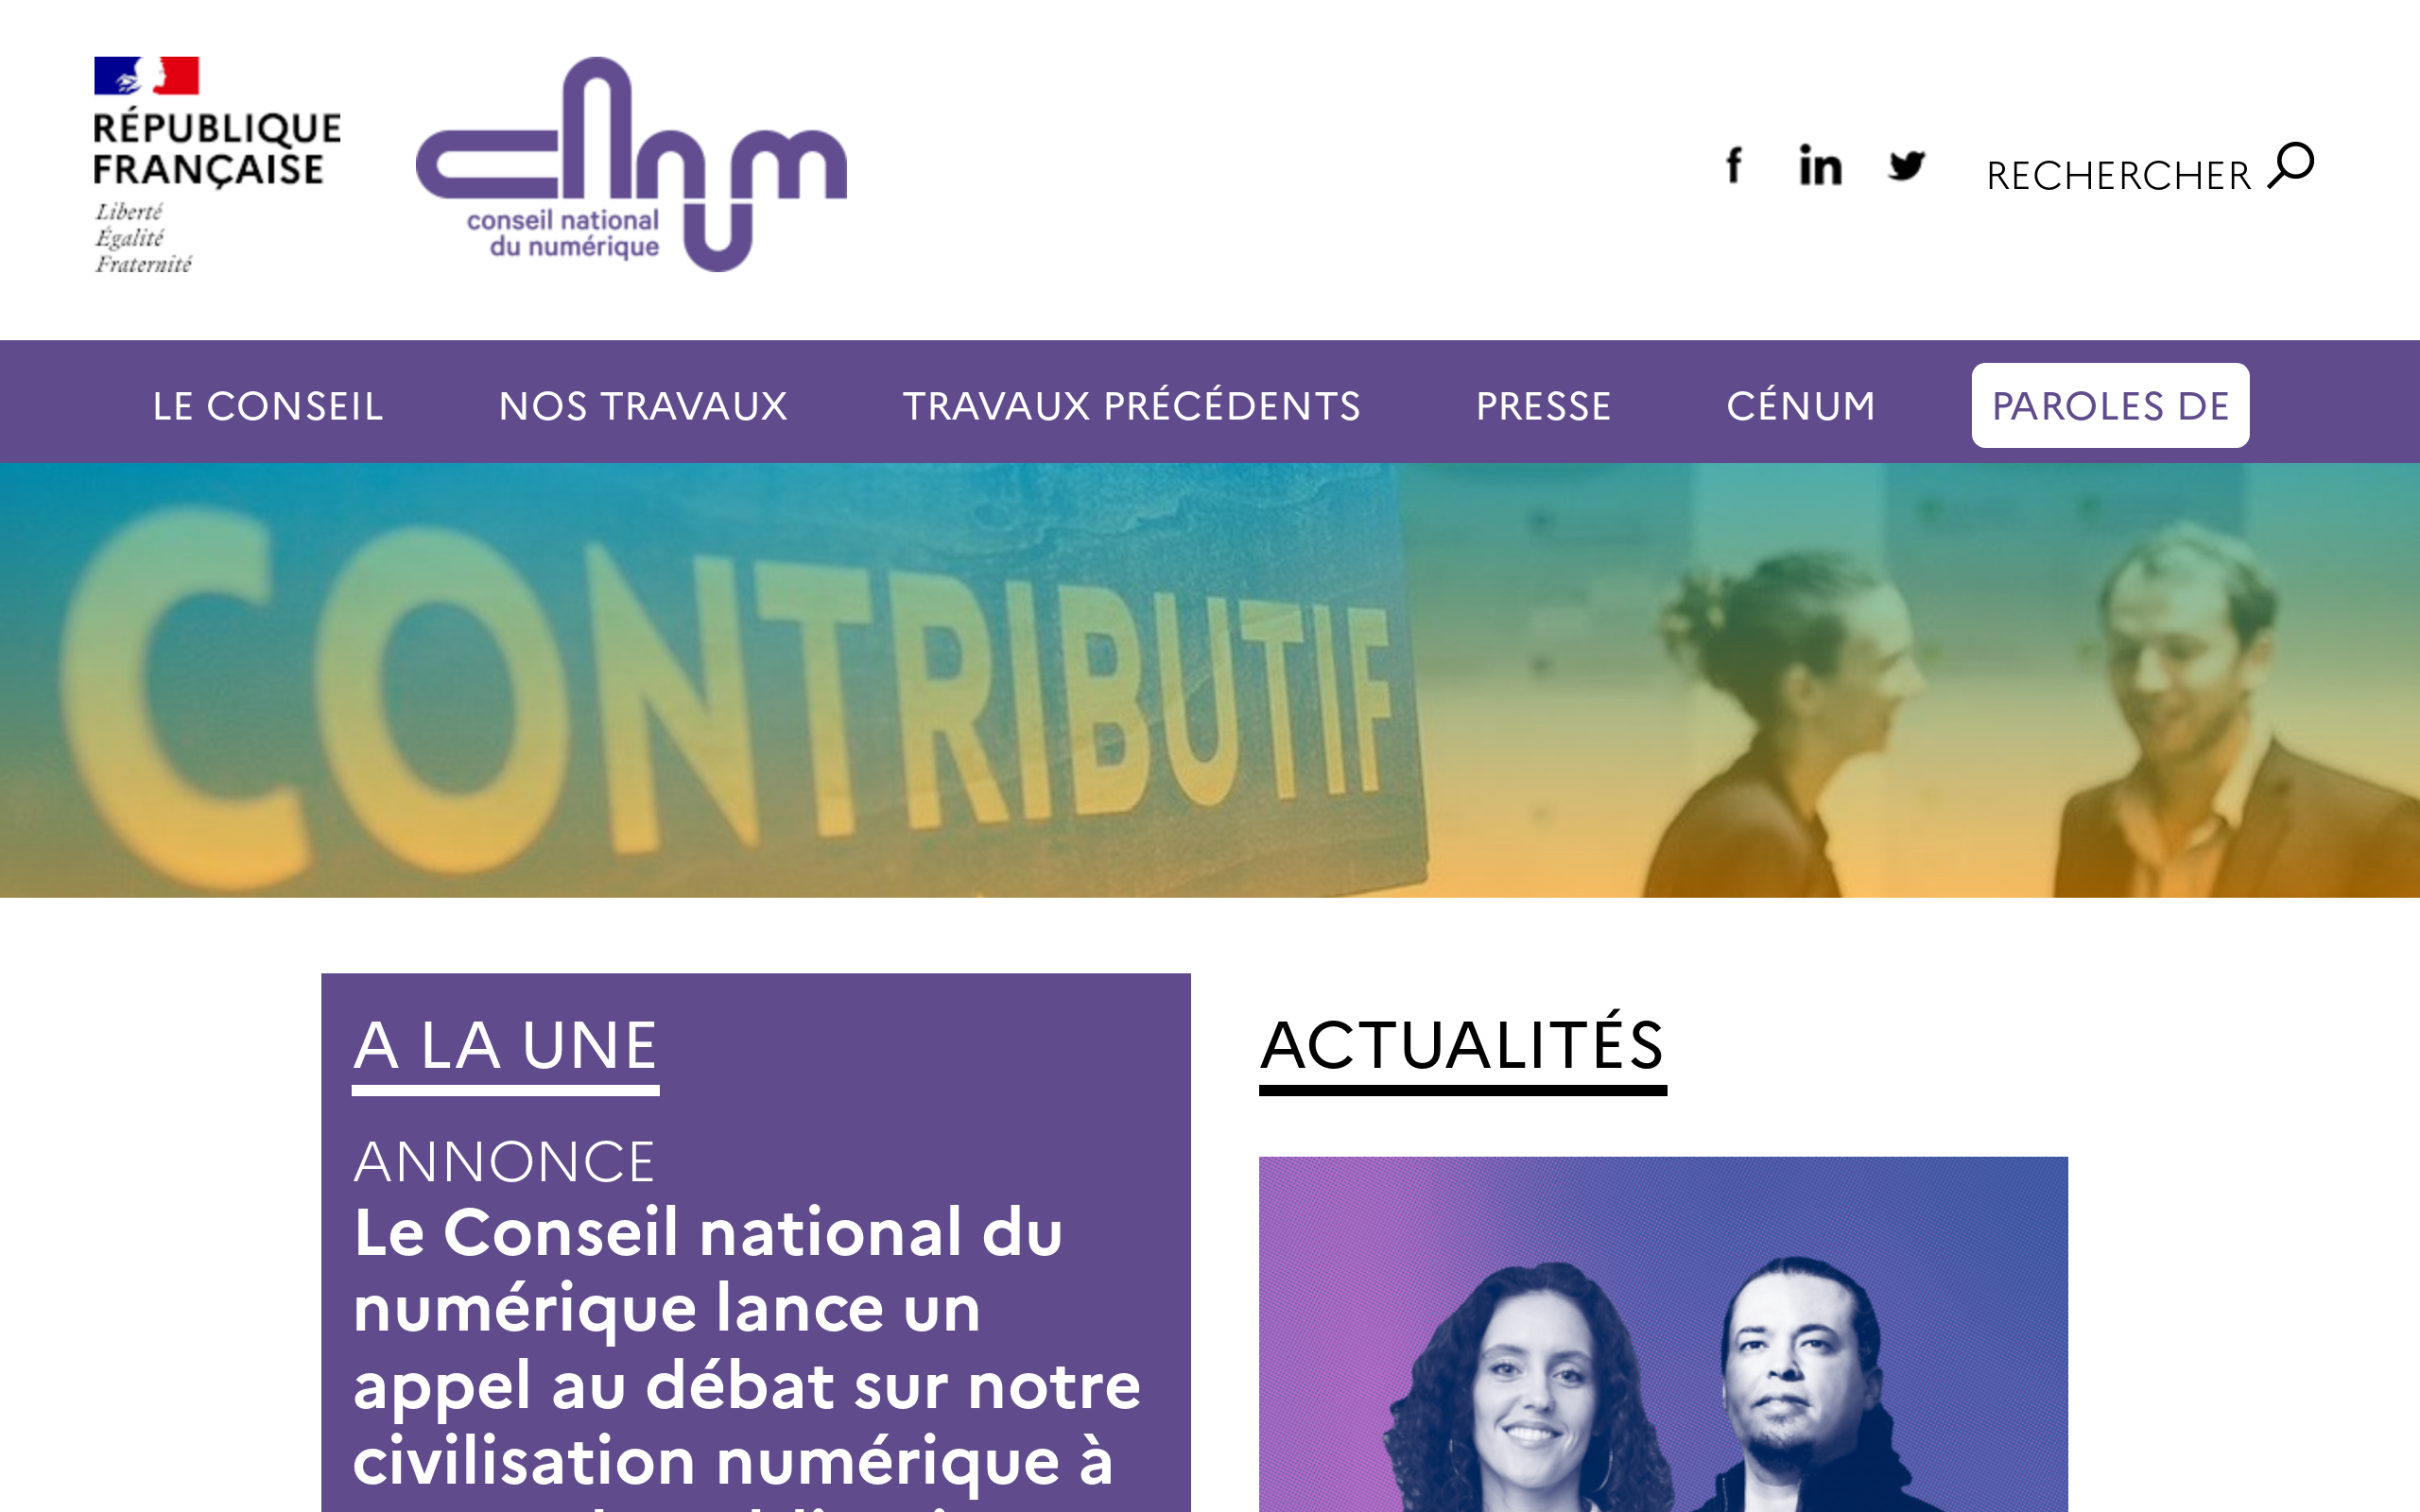 RÉPUBLIQUE
FRANÇAISE
Liberté
Égalité
Fraternité
cnnum
conseil national
du numérique
f
in
RECHERCHER
LE CONSEIL
NOS TRAVAUX
TRAVAUX PRÉCÉDENTS
PRESSE
CÉNUM
PAROLES DE
CONTRIBUTIF
A LA UNE
ANNONCE
Le Conseil national du
numérique lance un
appel au débat sur notre
civilisation numérique à
ACTUALITÉS